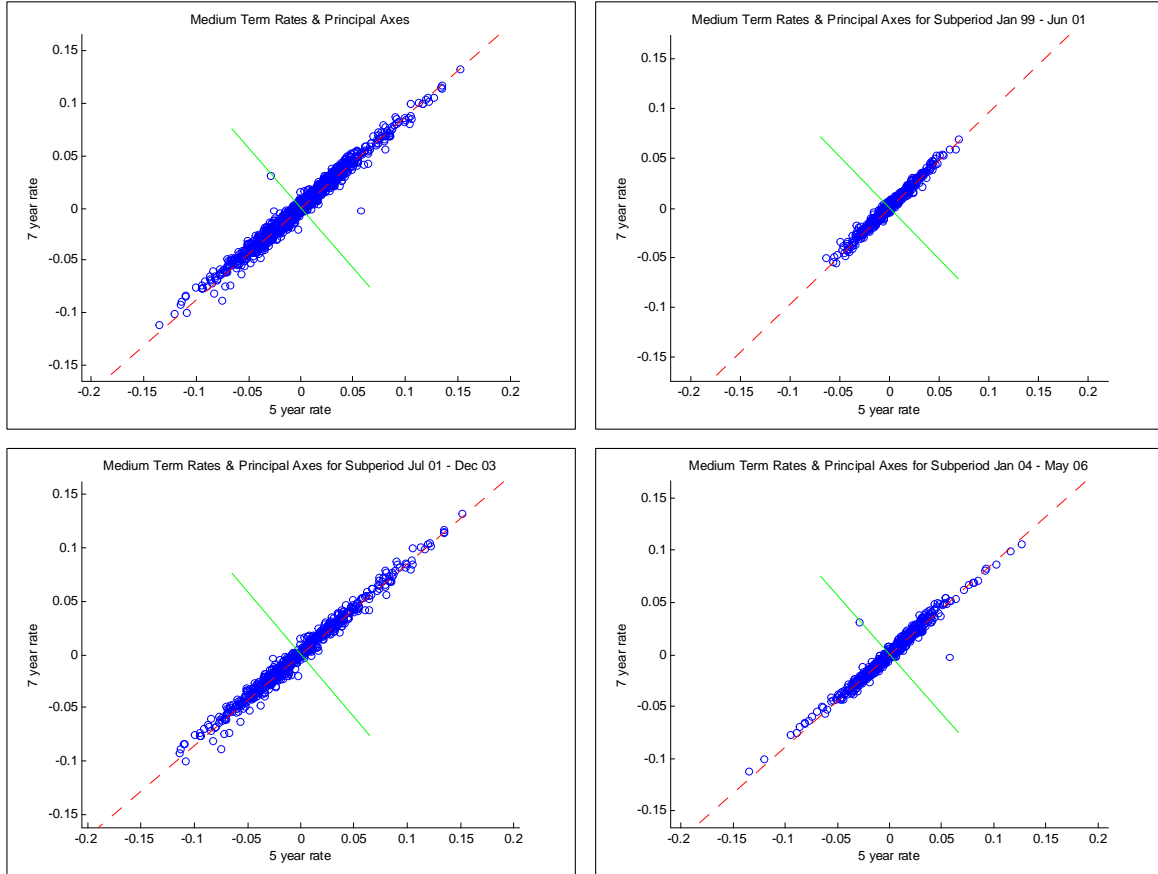 Medium Term Rates & Principal Axes
0.15
0.1
0.05
0
-0.05
-0.1
-0.15
7 year rate
-0.2 -0.15 -0.1 -0.05 0 0.05 0.1 0.15 0.2
5 year rate
Medium Term Rates & Principal Axes for Subperiod Jan 99 - Jun 01
0.15
0.1
0.05
0
-0.05
-0.1
-0.15
7 year rate
-0.2 -0.15 -0.1 -0.05 0 0.05 0.1 0.15 0.2
5 year rate
Medium Term Rates & Principal Axes for Subperiod Jul 01 - Dec 03
0.15
0.1
0.05
0
-0.05
-0.1
-0.15
7 year rate
-0.2 -0.15 -0.1 -0.05 0 0.05 0.1 0.15 0.2
5 year rate
Medium Term Rates & Principal Axes for Subperiod Jan 04 - May 06
0.15
0.1
0.05
0
-0.05
-0.1
-0.15
7 year rate
-0.2 -0.15 -0.1 -0.05 0 0.05 0.1 0.15 0.2
5 year rate